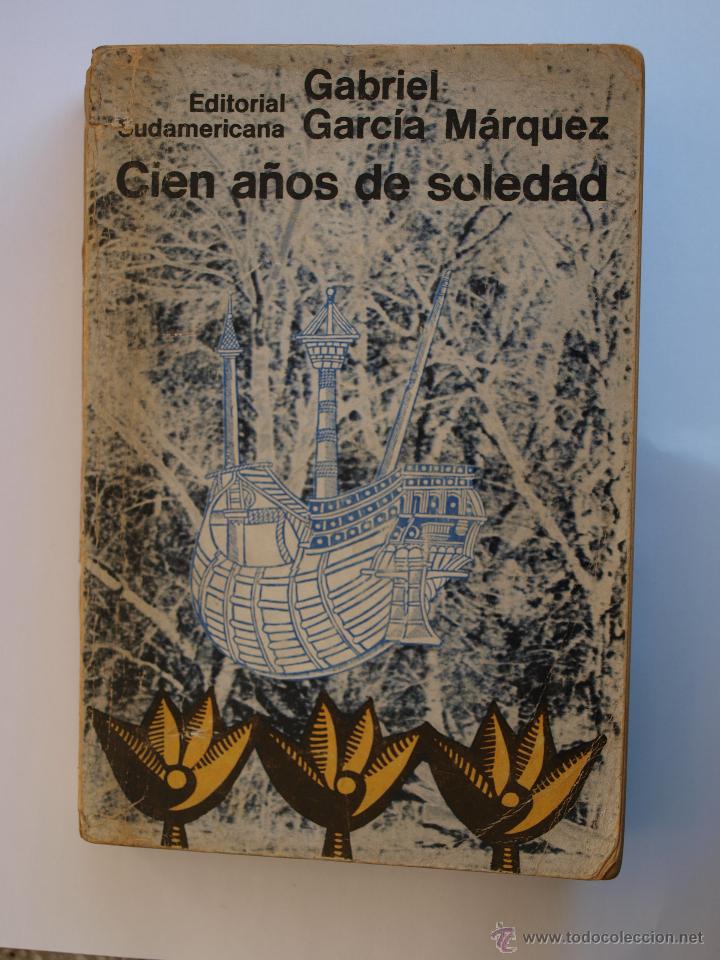 Editorial Gabriel
Sudamericana García Márquez
Cien años de soledad
© www.todocoleccion.net